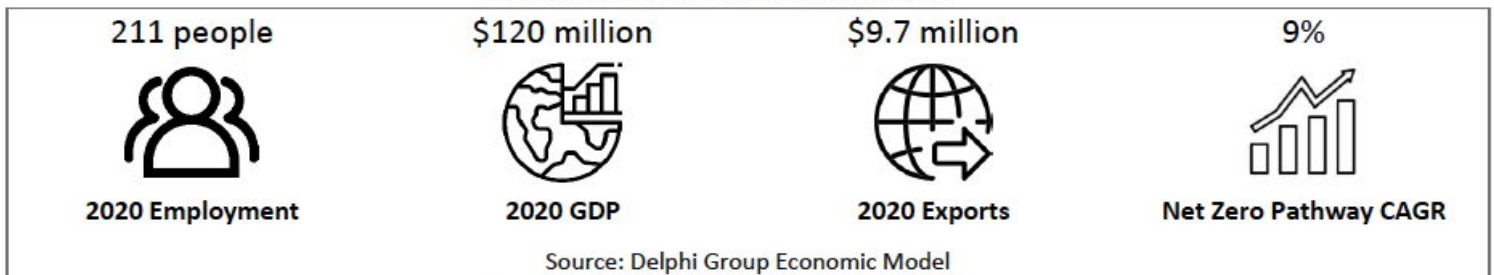 211 people $120 million $9.7 million 9%
2020 Employment 2020 GDP 2020 Exports Net Zero Pathway CAGR
Source: Delphi Group Economic Model